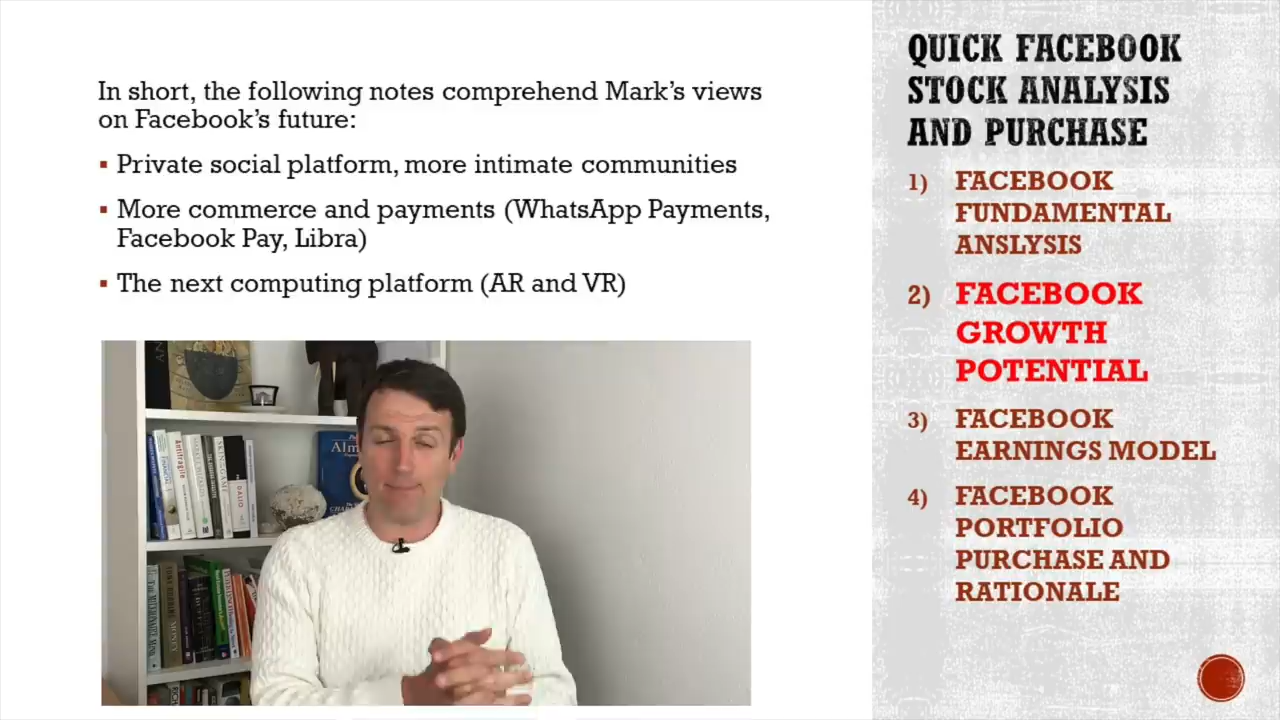 In short, the following notes comprehend Mark's views
on Facebook's future:
▪ Private social platform, more intimate communities
▪ More commerce and payments (WhatsApp Payments,
Facebook Pay, Libra)
▪ The next computing platform (AR and VR)
QUICK FACEBOOK
STOCK ANALYSIS
AND PURCHASE
1) FACEBOOK
FUNDAMENTAL
ANSLYSIS
2) FACEBOOK
GROWTH
POTENTIAL
3) FACEBOOK
EARNINGS MODEL
4) FACEBOOK
PORTFOLIO
PURCHASE AND
RATIONALE
Antifragile
DALIO
Alm